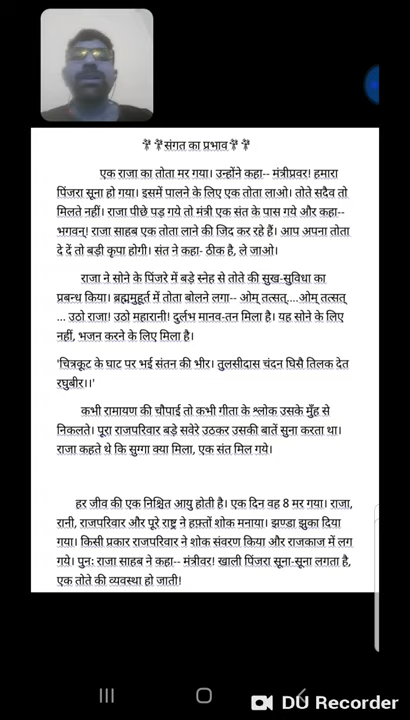 🧚🧚संगत का प्रभाव🧚🧚
एक राजा का तोता मर गया। उन्होंने कहा-- मंत्रीप्रवर! हमारा
पिंजरा सूना हो गया। इसमें पालने के लिए एक तोता लाओ। तोते सदैव तो
मिलते नहीं। राजा पीछे पड़ गये तो मंत्री एक संत के पास गये और कहा--
भगवन्! राजा साहब एक तोता लाने की जिद कर रहे हैं। आप अपना तोता
दे दें तो बड़ी कृपा होगी। संत ने कहा- ठीक है, ले जाओ।
राजा ने सोने के पिंजरे में बड़े स्नेह से तोते की सुख-सुविधा का
प्रबन्ध किया। ब्रह्ममुहूर्त में तोता बोलने लगा-- ओम् तत्सत्....ओम् तत्सत्
... उठो राजा! उठो महारानी! दुर्लभ मानव-तन मिला है। यह सोने के लिए
नहीं, भजन करने के लिए मिला है।
'चित्रकूट के घाट पर भई संतन की भीर। तुलसीदास चंदन घिसै तिलक देत
रघुबीर।।'
कभी रामायण की चौपाई तो कभी गीता के श्लोक उसके मुँह से
निकलते। पूरा राजपरिवार बड़े सवेरे उठकर उसकी बातें सुना करता था।
राजा कहते थे कि सुग्गा क्या मिला, एक संत मिल गये।
हर जीव की एक निश्चित आयु होती है। एक दिन वह 8 मर गया। राजा,
रानी, राजपरिवार और पूरे राष्ट्र ने हफ़्तों शोक मनाया। झण्डा झुका दिया
गया। किसी प्रकार राजपरिवार ने शोक संवरण किया और राजकाज में लग
गये। पुनः राजा साहब ने कहा-- मंत्रीवर! खाली पिंजरा सूना-सूना लगता है,
एक तोते की व्यवस्था हो जाती!
DU Recorder